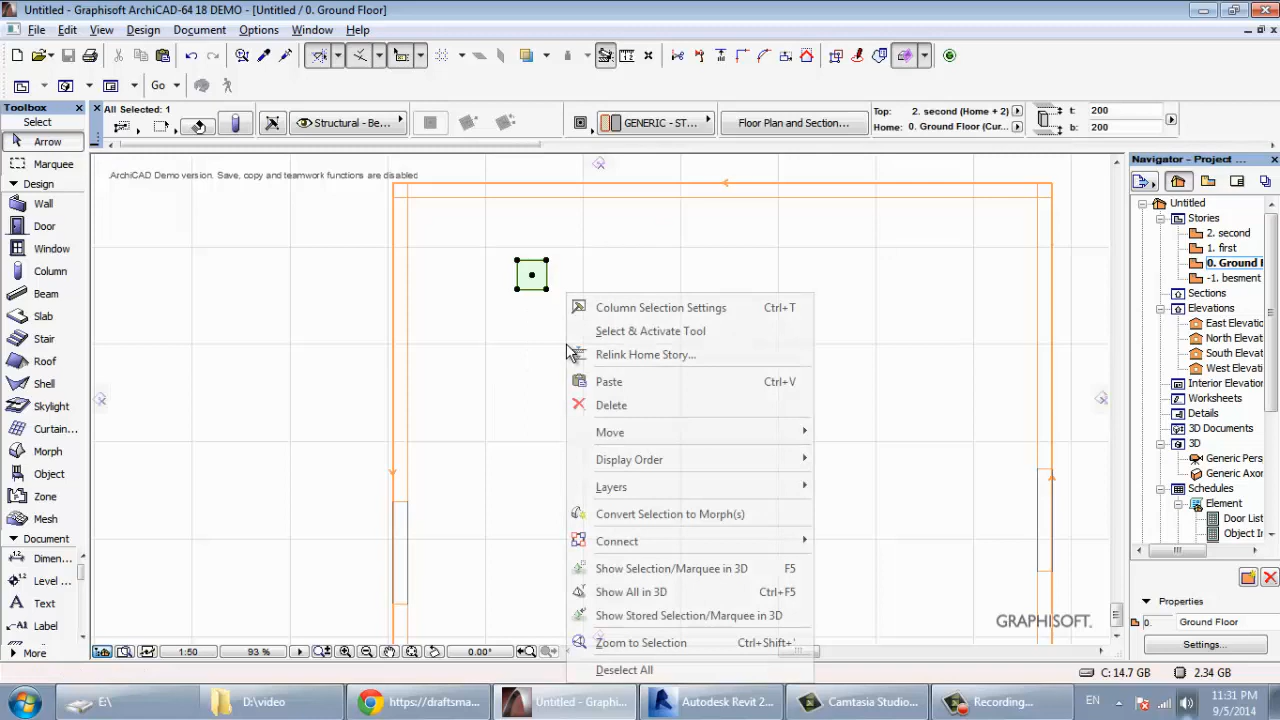 Untitled - Graphisoft ArchiCAD-64 18 DEMO - [Untitled / 0. Ground Floor]
File Edit View Design Document Options Window Help
Go
Toolbox
Select
Arrow
Marquee
Design
Wall
Door
Window
Column
Beam
Slab
Stair
Roof
Shell
Skylight
Curtain...
Morph
Object
Zone
Mesh
Document
Dimen...
Level ...
Text
Label
More
All Selected: 1
Structural - Be...
GENERIC - ST...
Floor Plan and Section...
Top: 2. second (Home + 2)
Home: 0. Ground Floor (Cur...
t: 200
b: 200
ArchiCAD Demo version. Save, copy and teamwork functions are disabled
Column Selection Settings Ctrl+T
Select & Activate Tool
Relink Home Story...
Paste Ctrl+V
Delete
Move
Display Order
Layers
Convert Selection to Morph(s)
Connect
Show Selection/Marquee in 3D F5
Show All in 3D Ctrl+F5
Show Stored Selection/Marquee in 3D
Zoom to Selection Ctrl+Shift+'
Deselect All
GRAPHISOFT.
1:50 93 % 0.00°
Navigator - Project ...
Untitled
Stories
2. second
1. first
0. Ground F
-1. besment
Sections
Elevations
East Elevatio
North Elevati
South Elevati
West Elevatio
Interior Elevation
Worksheets
Details
3D Documents
3D
Generic Pers
Generic Axon
Schedules
Element
Door List
Object In
Properties
0. Ground Floor
Settings...
C: 14.7 GB 2.34 GB
E:\ D:\video https://draftsma... Untitled - Graphi... Autodesk Revit 2... Camtasia Studio... Recording... EN
11:31 PM
9/5/2014